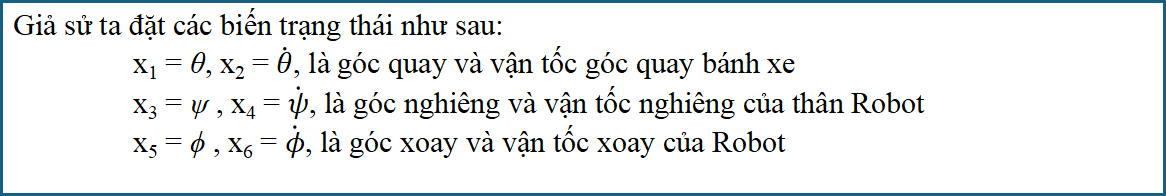 Giả sử ta đặt các biến trạng thái như sau:
x₁ = θ, x₂ = θ̇, là góc quay và vận tốc góc quay bánh xe
x₃ = ψ , x₄ = ψ̇, là góc nghiêng và vận tốc nghiêng của thân Robot
x₅ = ϕ , x₆ = ϕ̇, là góc xoay và vận tốc xoay của Robot